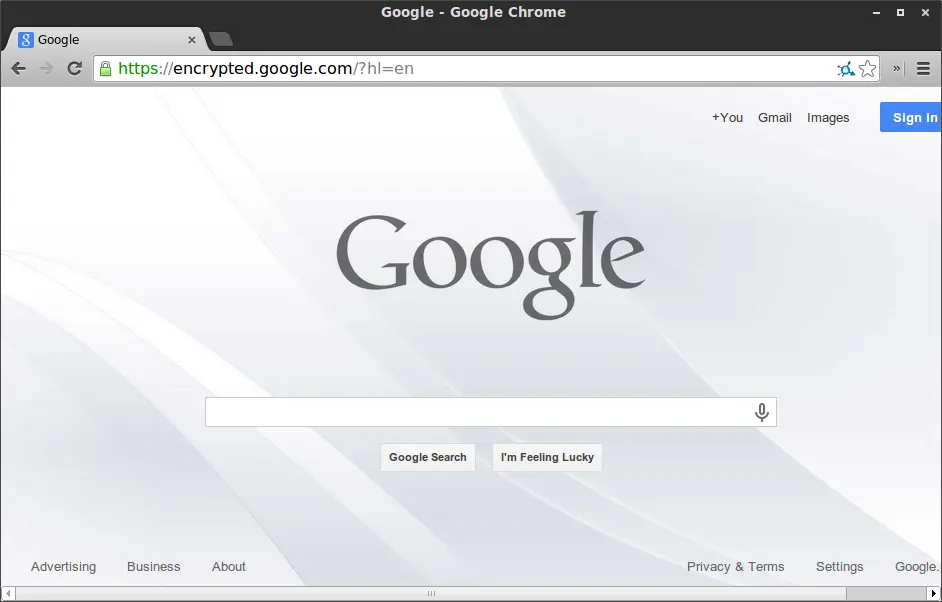 Google - Google Chrome
Google
https://encrypted.google.com/?hl=en
+You Gmail Images Sign in
Google
Google Search I'm Feeling Lucky
Advertising Business About Privacy & Terms Settings Google.